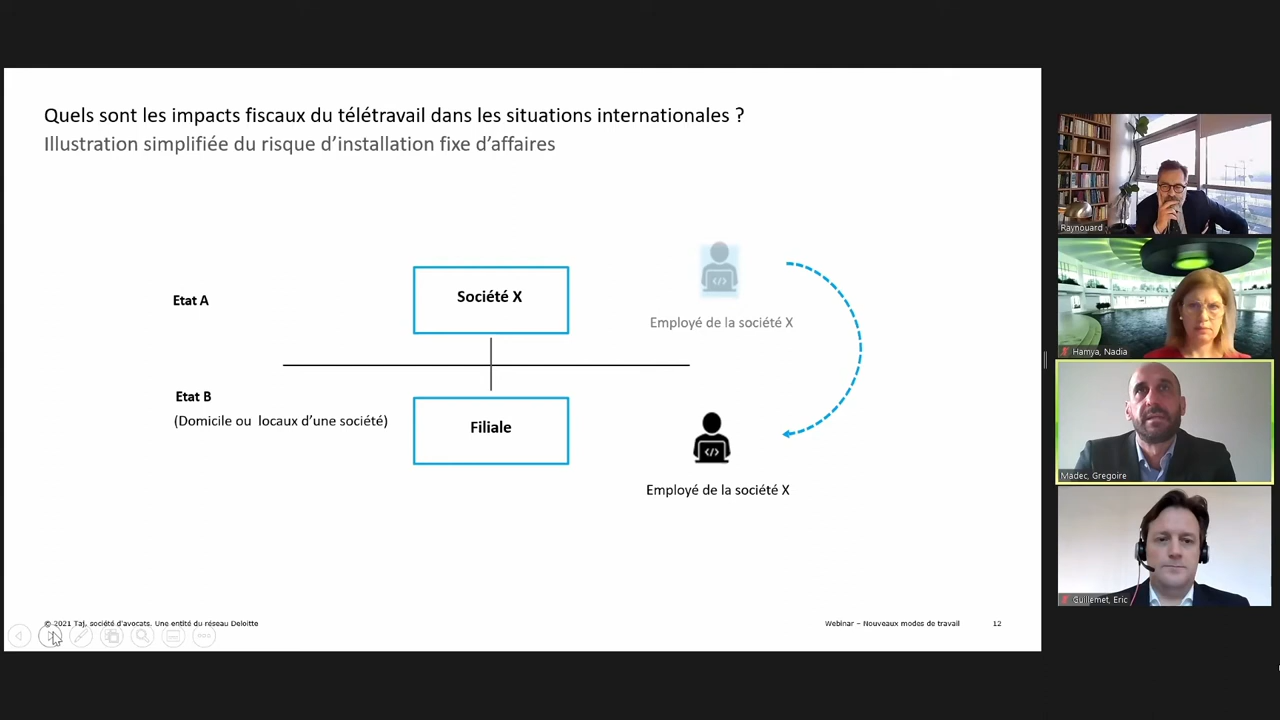 Quels sont les impacts fiscaux du télétravail dans les situations internationales ?
Illustration simplifiée du risque d'installation fixe d'affaires
Etat A
Société X
Employé de la société X
Etat B
(Domicile ou locaux d'une société)
Filiale
Employé de la société X
© 2021 Taj, société d'avocats. Une entité du réseau Deloitte
Webinar – Nouveaux modes de travail
12
Raynouard
Hamya, Nadia
Madec, Gregoire
Guillemet, Eric